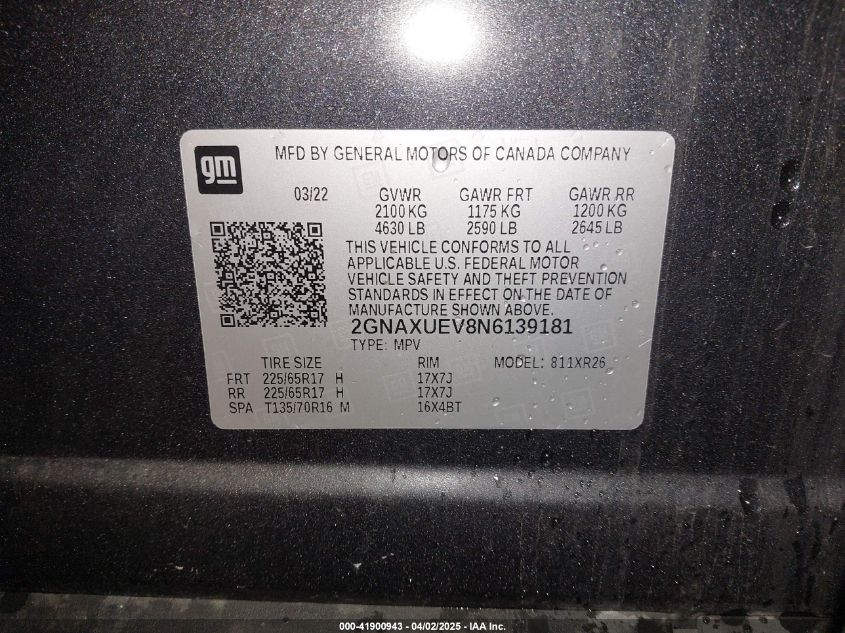 gm
MFD BY GENERAL MOTORS OF CANADA COMPANY
03/22 GVWR GAWR FRT GAWR RR
2100 KG 1175 KG 1200 KG
4630 LB 2590 LB 2645 LB
THIS VEHICLE CONFORMS TO ALL
APPLICABLE U.S. FEDERAL MOTOR
VEHICLE SAFETY AND THEFT PREVENTION
STANDARDS IN EFFECT ON THE DATE OF
MANUFACTURE SHOWN ABOVE.
2GNAXUEV8N6139181
TYPE: MPV
TIRE SIZE RIM MODEL: 811XR26
FRT 225/65R17 H 17X7J
RR 225/65R17 H 17X7J
SPA T135/70R16 M 16X4BT
000-41900943 - 04/02/2025 - IAA Inc.